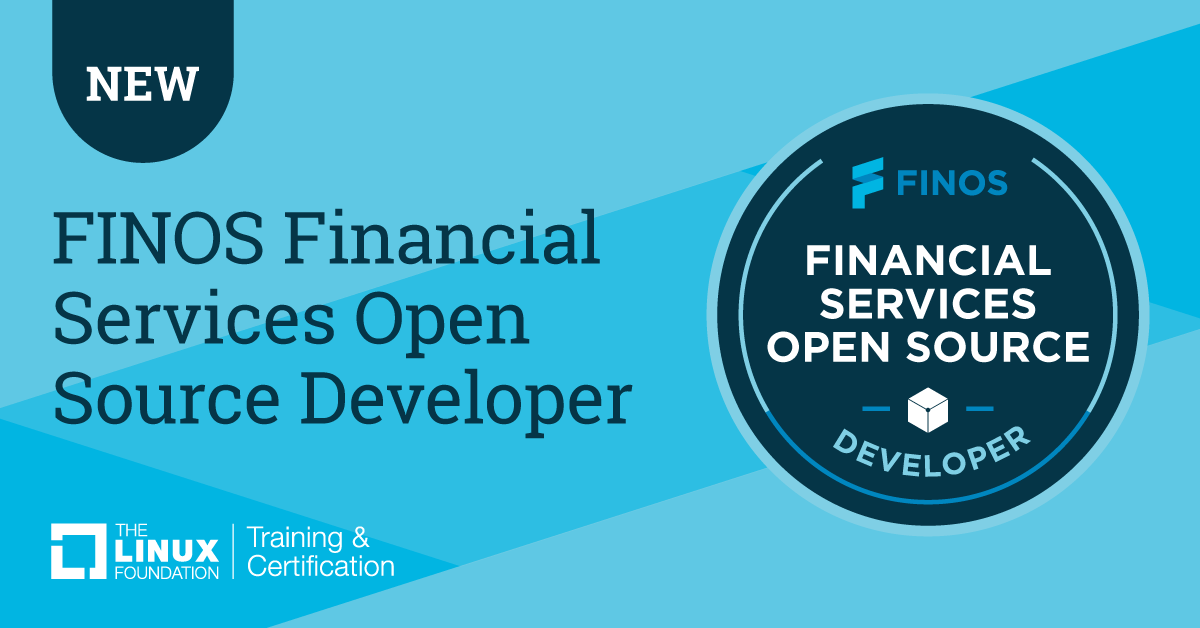 NEW
FINOS Financial
Services Open
Source Developer
THE
LINUX
FOUNDATION
Training &
Certification
FINOS
FINANCIAL
SERVICES
OPEN SOURCE
DEVELOPER